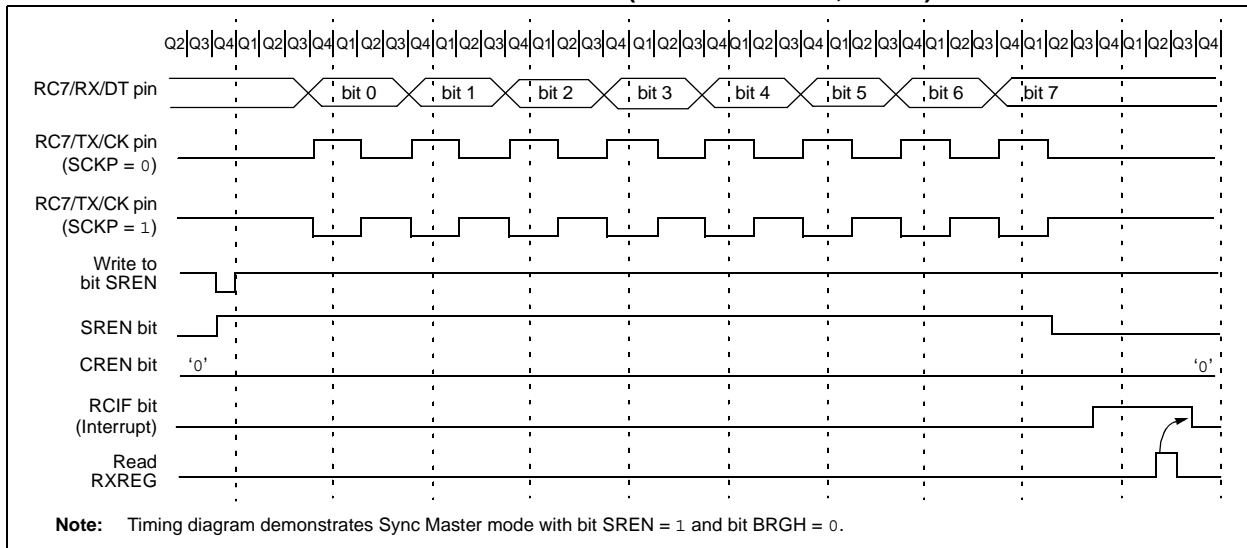 Q2 Q3 Q4 Q1 Q2 Q3 Q4 Q1 Q2 Q3 Q4 Q1 Q2 Q3 Q4 Q1 Q2 Q3 Q4 Q1 Q2 Q3 Q4 Q1 Q2 Q3 Q4 Q1 Q2 Q3 Q4 Q1 Q2 Q3 Q4 Q1 Q2 Q3 Q4 Q1 Q2 Q3 Q4
RC7/RX/DT pin
bit 0 bit 1 bit 2 bit 3 bit 4 bit 5 bit 6 bit 7
RC7/TX/CK pin
(SCKP = 0)
RC7/TX/CK pin
(SCKP = 1)
Write to
bit SREN
SREN bit
CREN bit ‘0’ ‘0’
RCIF bit
(Interrupt)
Read
RXREG
Note: Timing diagram demonstrates Sync Master mode with bit SREN = 1 and bit BRGH = 0.